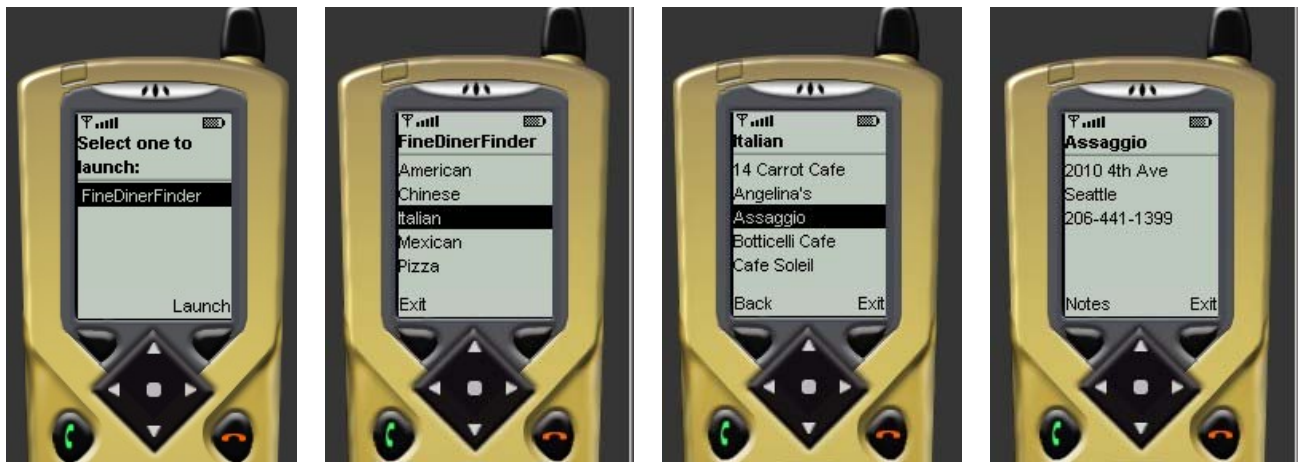 Select one to
launch:
FineDinerFinder
Launch
FineDinerFinder
American
Chinese
Italian
Mexican
Pizza
Exit
Italian
14 Carrot Cafe
Angelina's
Assaggio
Botticelli Cafe
Cafe Soleil
Back Exit
Assaggio
2010 4th Ave
Seattle
206-441-1399
Notes Exit